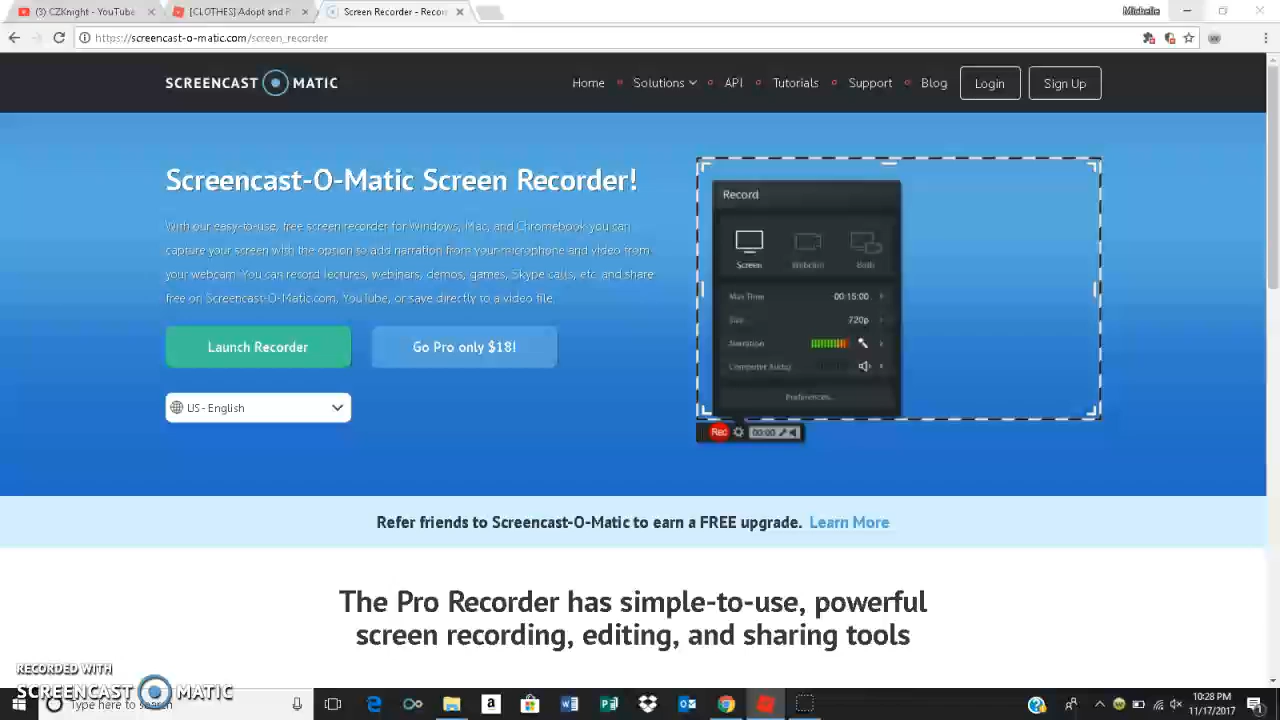 CZKnight - YouTube
[CLOTHES] Adopt and
Screen Recorder - Recor
Michelle
https://screencast-o-matic.com/screen_recorder
SCREENCAST O MATIC
Home
Solutions
API
Tutorials
Support
Blog
Login
Sign Up
Screencast-O-Matic Screen Recorder!
With our easy-to-use, free screen recorder for Windows, Mac, and Chromebook you can
capture your screen with the option to add narration from your microphone and video from
your webcam. You can record lectures, webinars, demos, games, Skype calls, etc. and share
free on Screencast-O-Matic.com, YouTube, or save directly to a video file.
Launch Recorder
Go Pro only $18!
US - English
Record
Screen
Webcam
Both
Max Time 00:15:00
Size 720p
Narration
Computer Audio
Preferences...
Rec 00:00
Refer friends to Screencast-O-Matic to earn a FREE upgrade. Learn More
The Pro Recorder has simple-to-use, powerful
screen recording, editing, and sharing tools
RECORDED WITH
SCREENCAST O MATIC
Type here to search
10:28 PM
11/17/2017